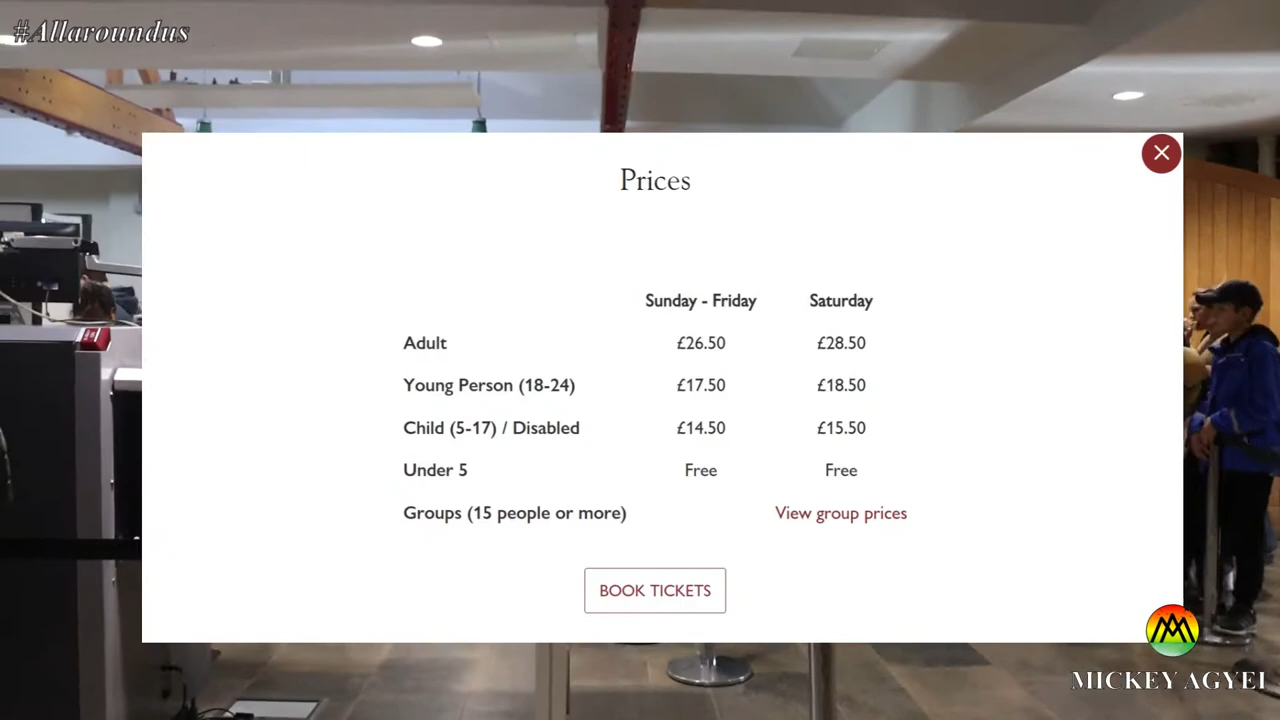 #Allaroundus
Prices
Sunday - Friday Saturday
Adult £26.50 £28.50
Young Person (18-24) £17.50 £18.50
Child (5-17) / Disabled £14.50 £15.50
Under 5 Free Free
Groups (15 people or more) View group prices
BOOK TICKETS
MICKEY AGYEI